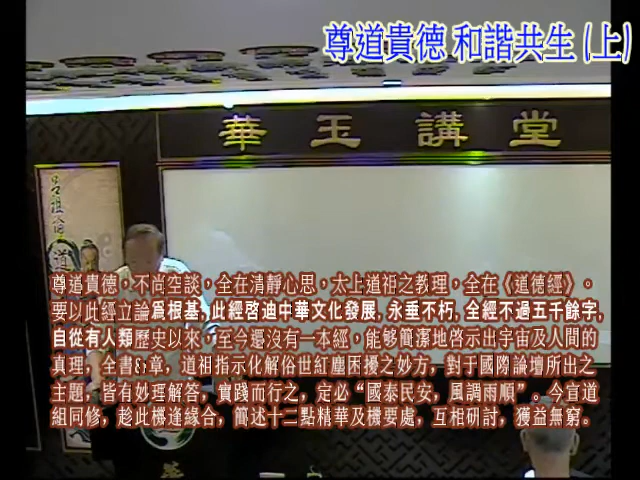 尊道貴德 和諧共生 (上)
華玉講堂
呂祖論道
尊道貴德，不尚空談，全在清靜心思，太上道祖之教理，全在《道德經》。
要以此經立論爲根基，此經啓迪中華文化發展，永垂不朽，全經不過五千餘字，
自從有人類歷史以來，至今還沒有一本經，能够簡潔地啓示出宇宙及人間的
真理，全書81章，道祖指示化解俗世紅塵困擾之妙方，對于國際論壇所出之
主題，皆有妙理解答，實踐而行之，定必“國泰民安，風調雨順”。今宣道
組同修，趁此機逢緣合，簡述十二點精華及機要處，互相研討，獲益無窮。